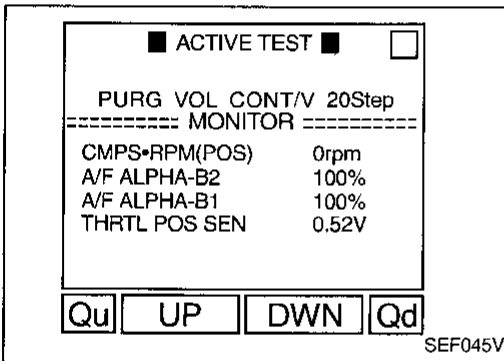 ■ ACTIVE TEST ■ □
PURG VOL CONT/V 20Step
========= MONITOR =========
CMPS•RPM(POS) 0rpm
A/F ALPHA-B2 100%
A/F ALPHA-B1 100%
THRTL POS SEN 0.52V
Qu UP DWN Qd
SEF045V